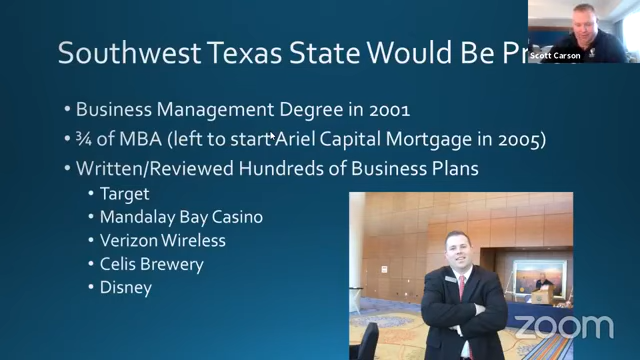 Southwest Texas State Would Be
Scott Carson
• Business Management Degree in 2001
• ¾ of MBA (left to start Ariel Capital Mortgage in 2005)
• Written/Reviewed Hundreds of Business Plans
• Target
• Mandalay Bay Casino
• Verizon Wireless
• Celis Brewery
• Disney
zoom